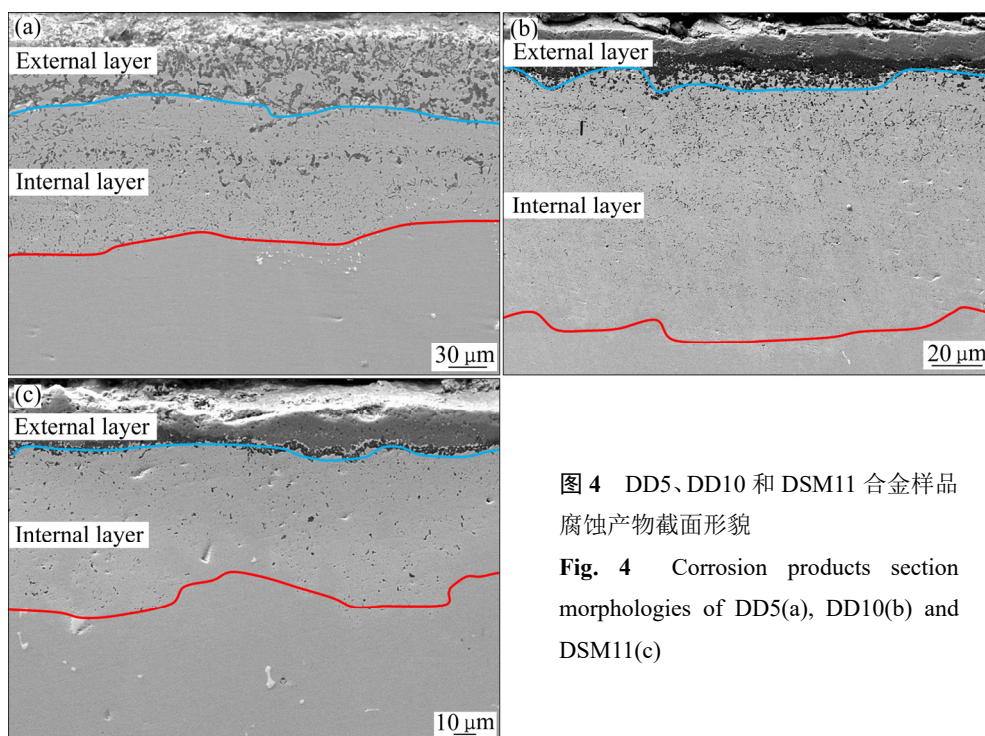 (a)
External layer
Internal layer
30 μm
(b)
External layer
Internal layer
20 μm
(c)
External layer
Internal layer
10 μm
图 4 DD5、DD10 和 DSM11 合金样品
腐蚀产物截面形貌
Fig. 4 Corrosion products section
morphologies of DD5(a), DD10(b) and
DSM11(c)